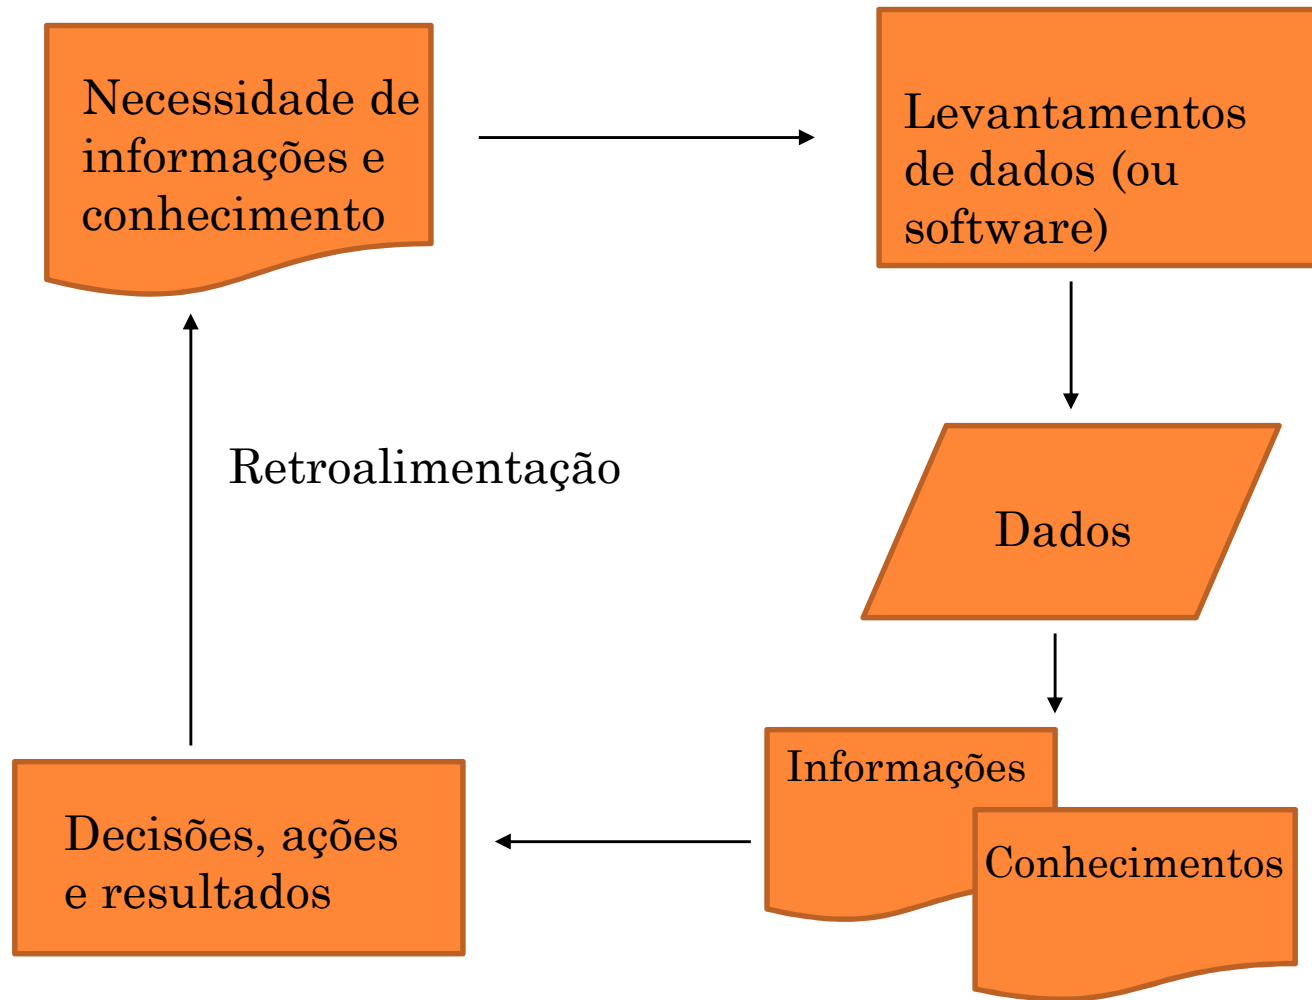 Necessidade de
informações e
conhecimento
Levantamentos
de dados (ou
software)
Retroalimentação
Dados
Informações
Conhecimentos
Decisões, ações
e resultados